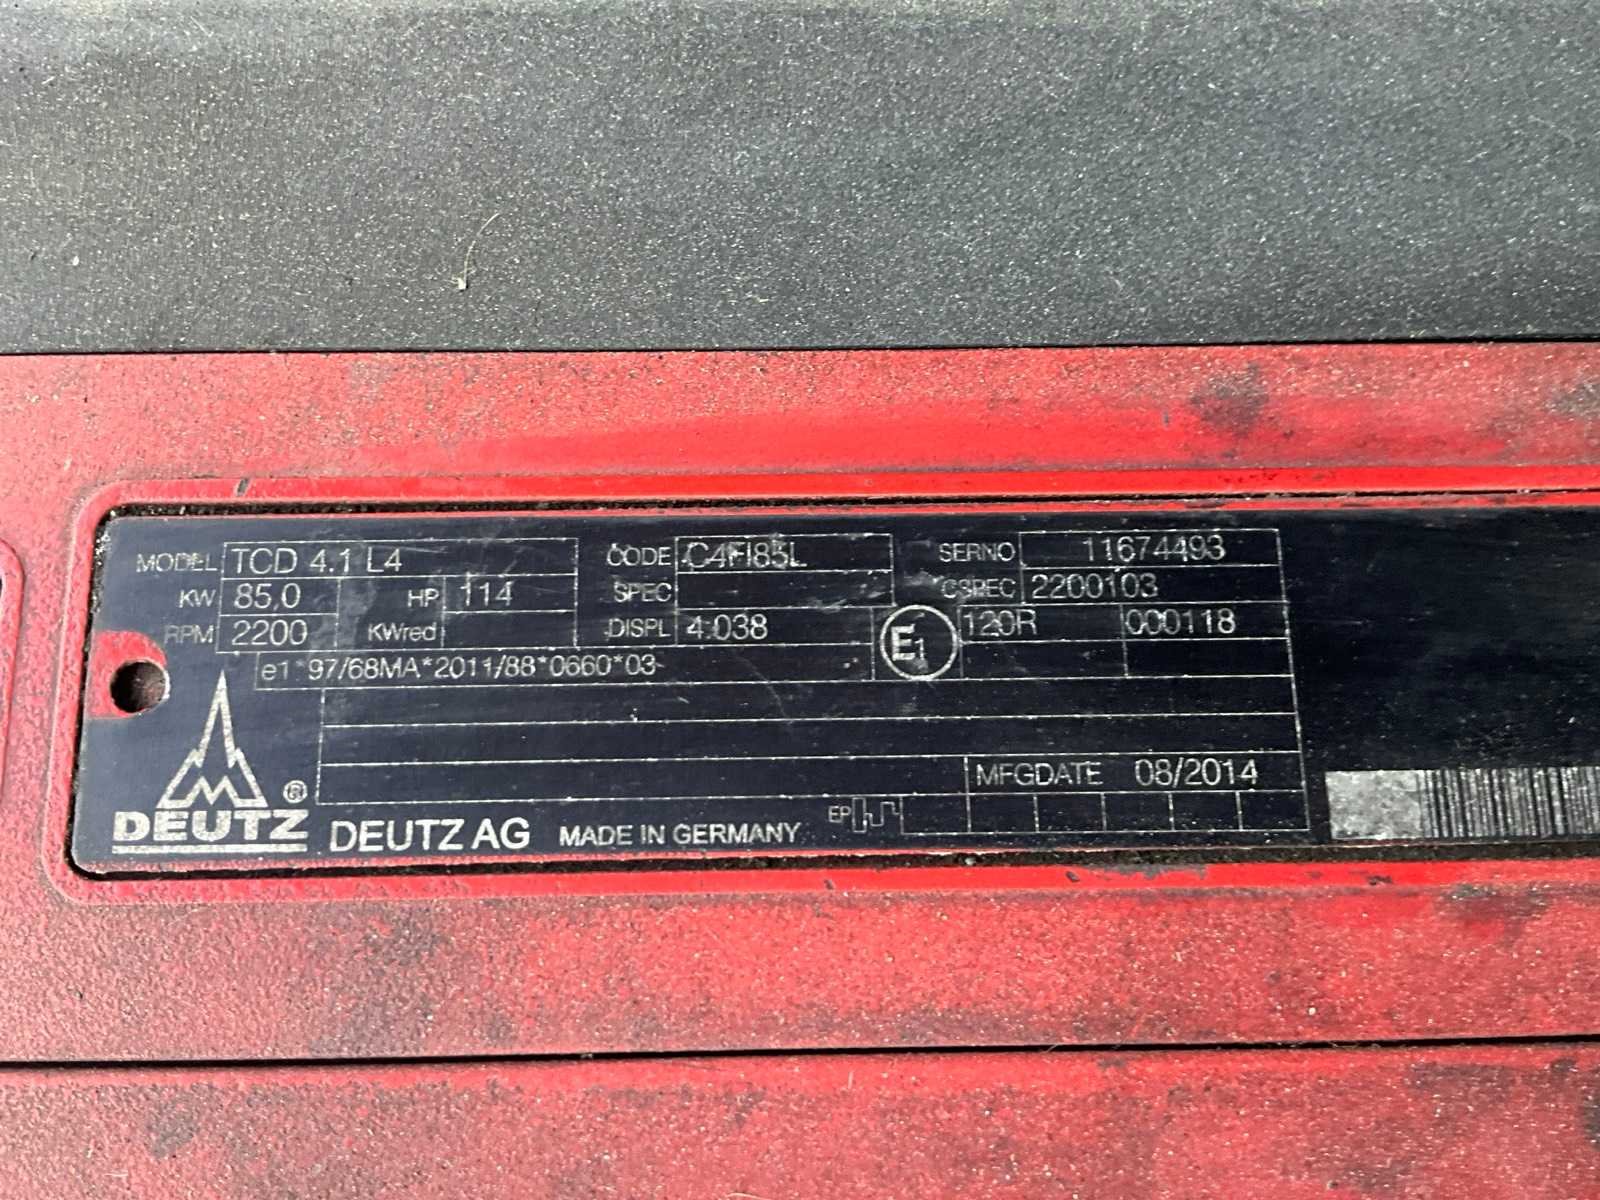 MODEL TCD 4.1 L4 CODE C4FI85L SERNO 11674493
KW 85,0 HP 114 SPEC CSPEC 2200103
RPM 2200 KWred DISPL 4.038 E1 120R 000118
e1*97/68MA*2011/88*0660*03
MFGDATE 08/2014
DEUTZ ® DEUTZ AG MADE IN GERMANY EP